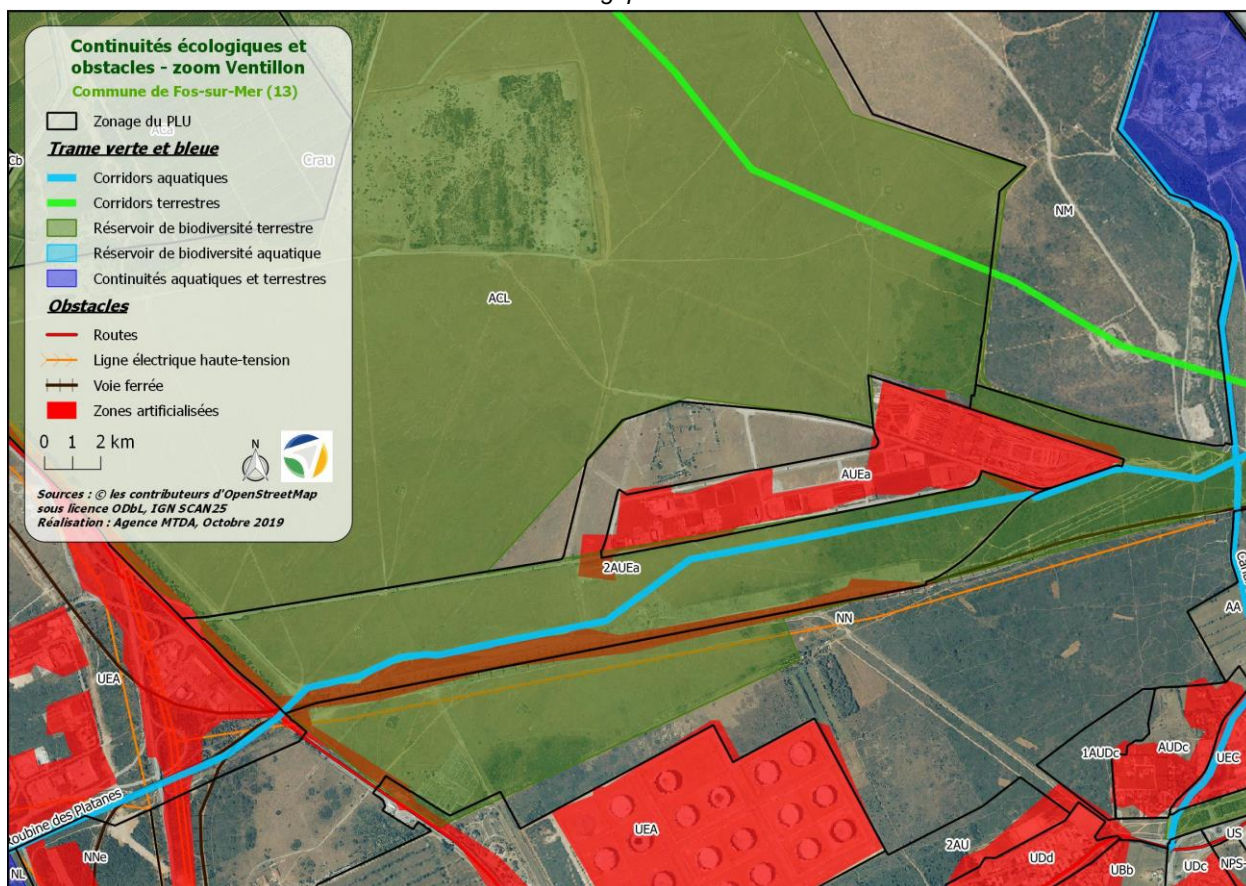 Continuités écologiques et
obstacles - zoom Ventillon
Commune de Fos-sur-Mer (13)
Zonage du PLU
Trame verte et bleue
Crau
Corridors aquatiques
Corridors terrestres
Réservoir de biodiversité terrestre
Réservoir de biodiversité aquatique
Continuités aquatiques et terrestres
Obstacles
Routes
Ligne électrique haute-tension
Voie ferrée
Zones artificialisées
0 1 2 km
N
Sources : © les contributeurs d'OpenStreetMap
sous licence ODbL, IGN SCAN25
Réalisation : Agence MTDA, Octobre 2019
Cb
NM
ACL
AUEa
2AUEa
NN
AA
UEA
Roubine des Platanes
NNe
NL
UEA
1AUDc
AUDc
UEC
2AU
UDd
UBb
UDc
US
NPS-